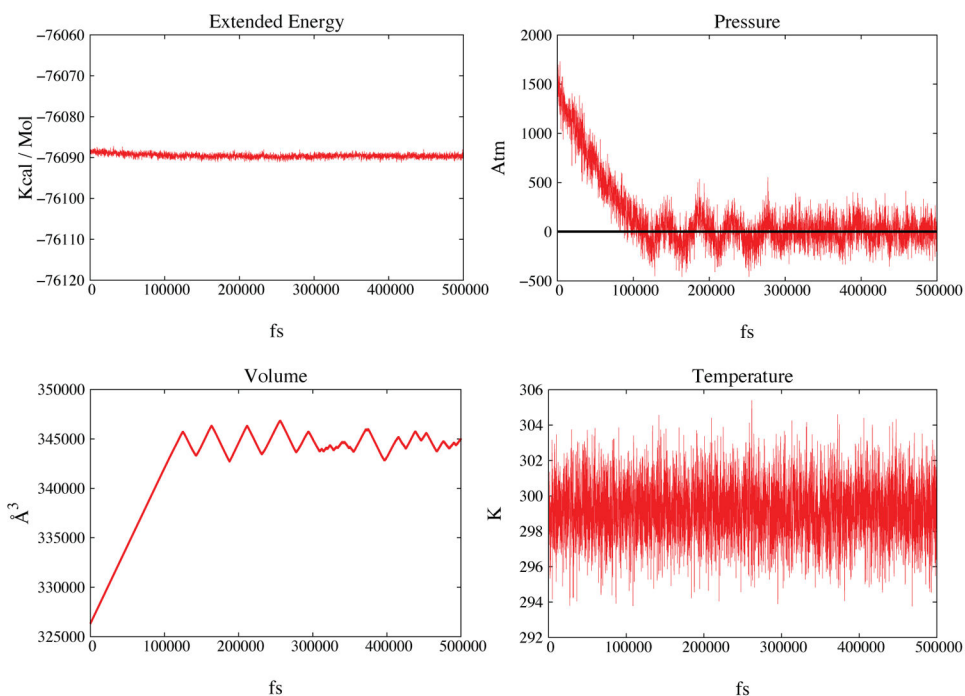 Extended Energy
−76060
−76070
−76080
−76090
−76100
−76110
−76120
Kcal / Mol
0 100000 200000 300000 400000 500000
fs
Pressure
2000
1500
1000
500
0
−500
Atm
0 100000 200000 300000 400000 500000
fs
Volume
350000
345000
340000
335000
330000
325000
Å3
0 100000 200000 300000 400000 500000
fs
Temperature
306
304
302
300
298
296
294
292
K
0 100000 200000 300000 400000 500000
fs